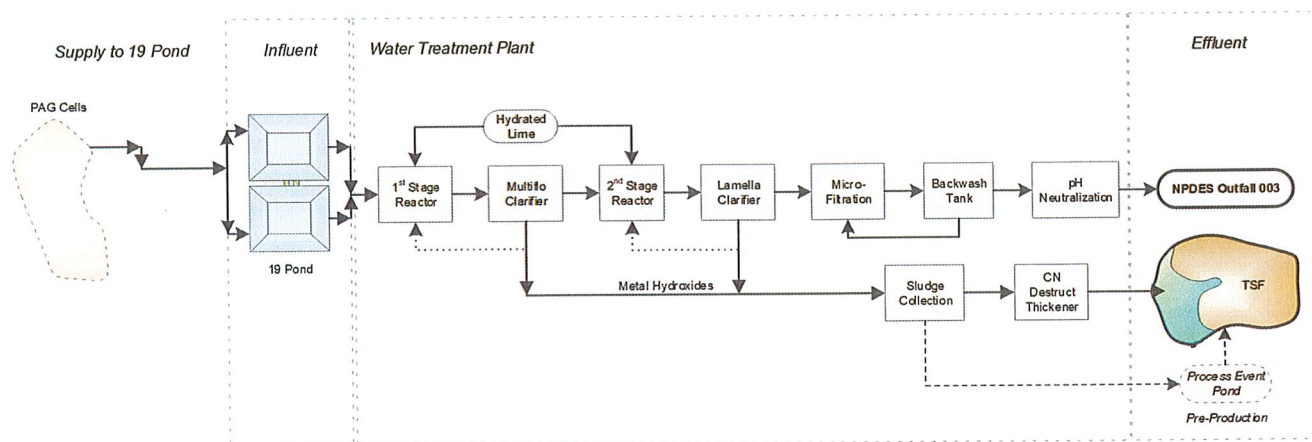 Supply to 19 Pond
Influent
Water Treatment Plant
Effluent
PAG Cells
19 Pond
Hydrated
Lime
1st Stage
Reactor
Multiflo
Clarifier
2nd Stage
Reactor
Lamella
Clarifier
Micro-
Filtration
Backwash
Tank
pH
Neutralization
NPDES Outfall 003
Metal Hydroxides
Sludge
Collection
CN
Destruct
Thickener
TSF
Process Event
Pond
Pre-Production